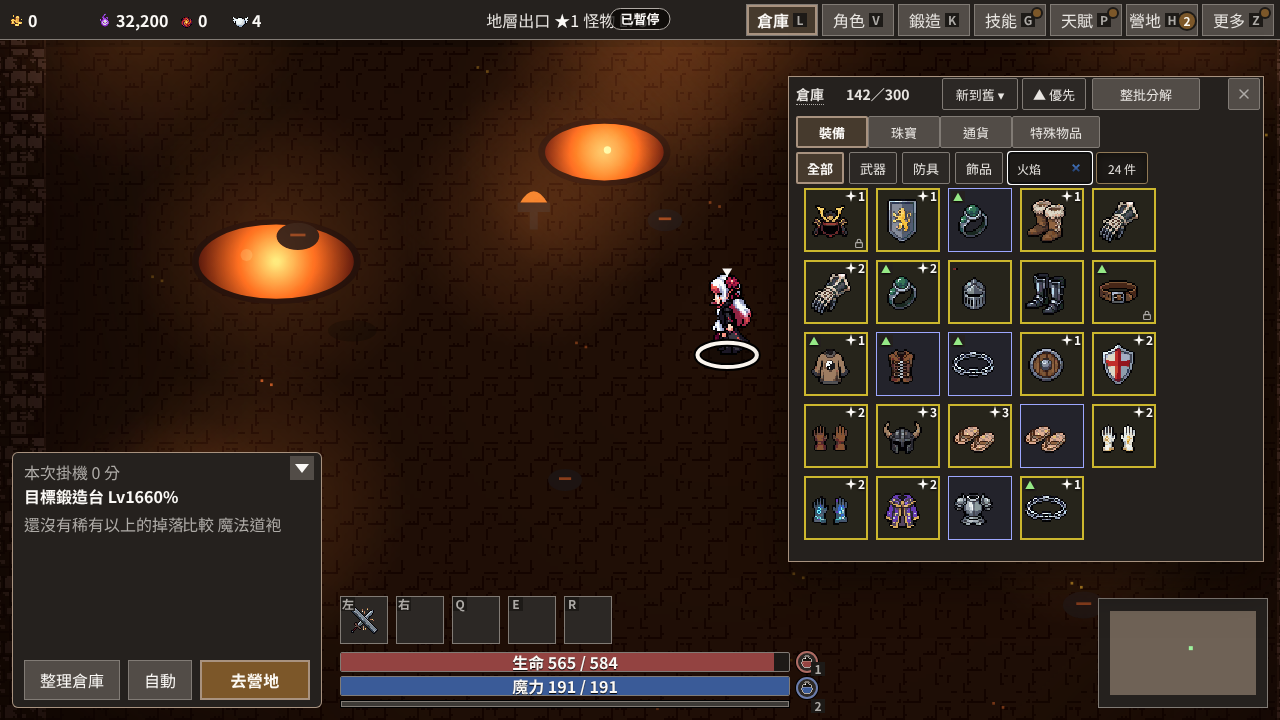 0 32,200 0 4
地層出口 ★1 怪物 已暫停
倉庫 L 角色 V 鍛造 K 技能 G 天賦 P 營地 H 2 更多 Z
倉庫 142／300 新到舊 ▾ ▲ 優先 整批分解 ✕
裝備 珠寶 通貨 特殊物品
全部 武器 防具 飾品 火焰 ✕ 24 件
1 1 1
2 2
1 1 2
2 3 3 2
2 2 1
本次掛機 0 分
目標鍛造台 Lv1660%
還沒有稀有以上的掉落比較 魔法道袍
整理倉庫 自動 去營地
左 右 Q E R
生命 565 / 584 1
魔力 191 / 191 2